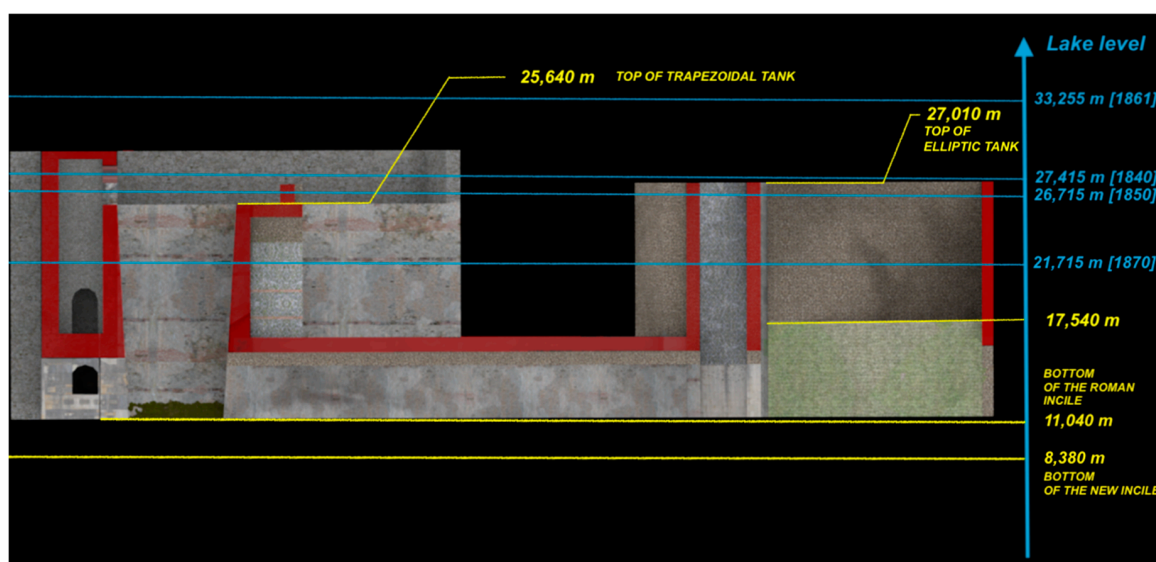 Lake level
25,640 m TOP OF TRAPEZOIDAL TANK
33,255 m [1861]
27,010 m
TOP OF
ELLIPTIC TANK
27,415 m [1840]
26,715 m [1850]
21,715 m [1870]
17,540 m
BOTTOM
OF THE ROMAN
INCILE
11,040 m
8,380 m
BOTTOM
OF THE NEW INCILE